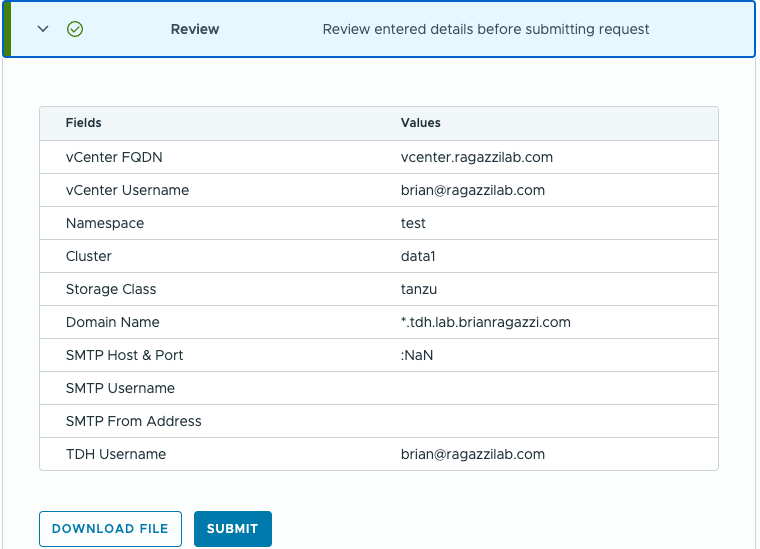 Review Review entered details before submitting request
Fields Values
vCenter FQDN vcenter.ragazzilab.com
vCenter Username brian@ragazzilab.com
Namespace test
Cluster data1
Storage Class tanzu
Domain Name *.tdh.lab.brianragazzi.com
SMTP Host & Port :NaN
SMTP Username
SMTP From Address
TDH Username brian@ragazzilab.com
DOWNLOAD FILE SUBMIT